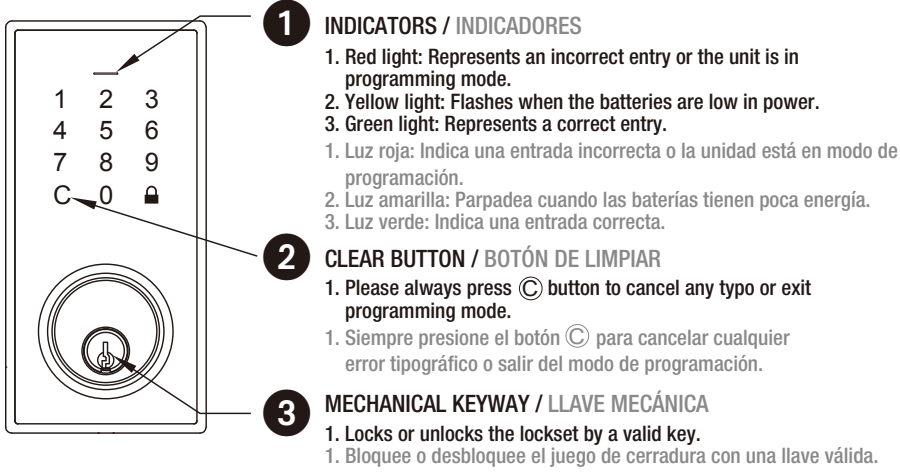 1 INDICATORS / INDICADORES
1. Red light: Represents an incorrect entry or the unit is in
programming mode.
2. Yellow light: Flashes when the batteries are low in power.
3. Green light: Represents a correct entry.
1. Luz roja: Indica una entrada incorrecta o la unidad está en modo de
programación.
2. Luz amarilla: Parpadea cuando las baterías tienen poca energía.
3. Luz verde: Indica una entrada correcta.
1 2 3
4 5 6
7 8 9
C 0
2 CLEAR BUTTON / BOTÓN DE LIMPIAR
1. Please always press Ⓒ button to cancel any typo or exit
programming mode.
1. Siempre presione el botón Ⓒ para cancelar cualquier
error tipográfico o salir del modo de programación.
3 MECHANICAL KEYWAY / LLAVE MECÁNICA
1. Locks or unlocks the lockset by a valid key.
1. Bloquee o desbloquee el juego de cerradura con una llave válida.